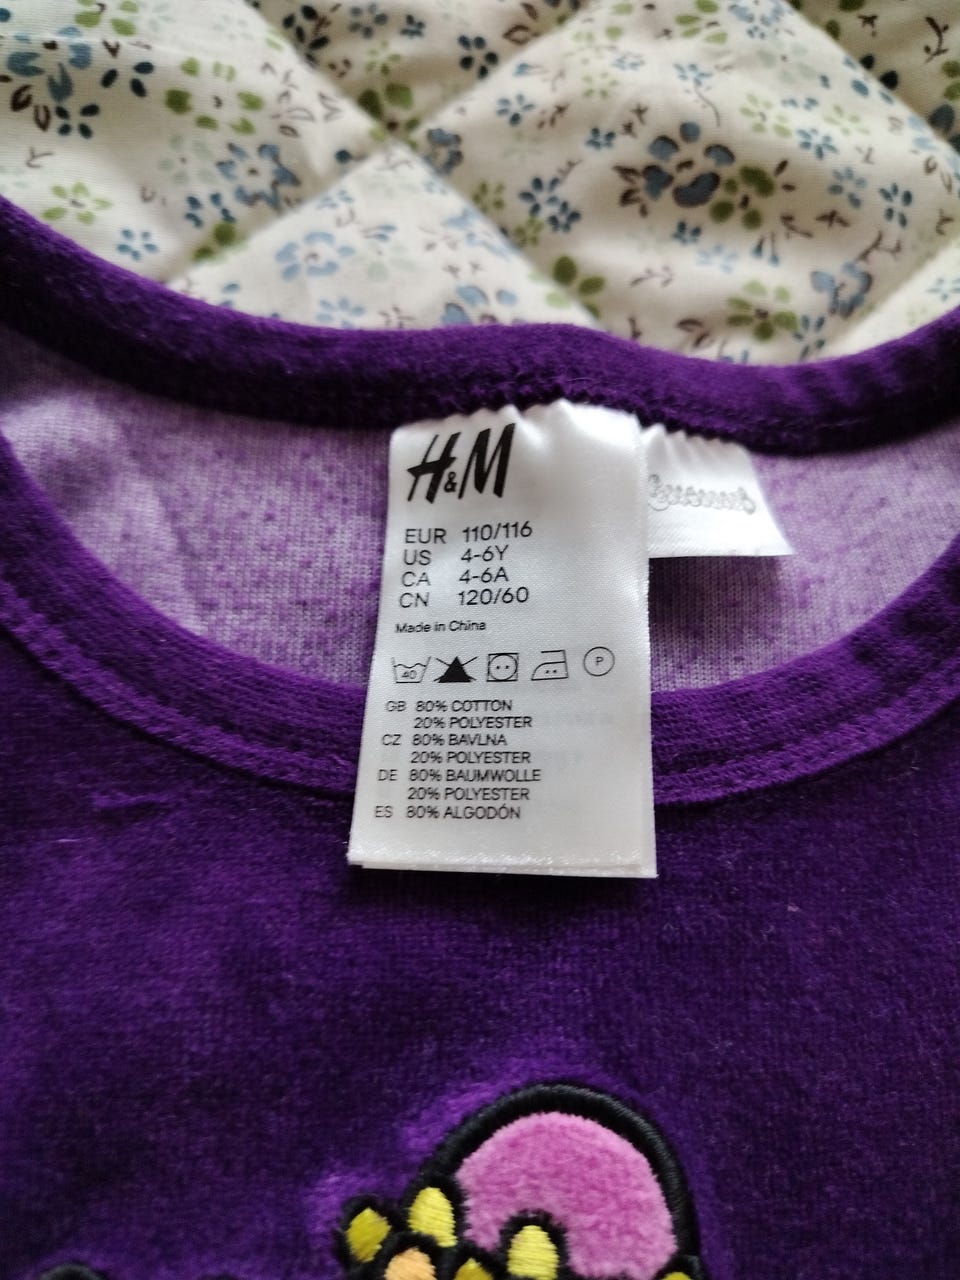 H&M
EUR 110/116
US 4-6Y
CA 4-6A
CN 120/60
Made in China
40 P
GB 80% COTTON
20% POLYESTER
CZ 80% BAVLNA
20% POLYESTER
DE 80% BAUMWOLLE
20% POLYESTER
ES 80% ALGODÓN